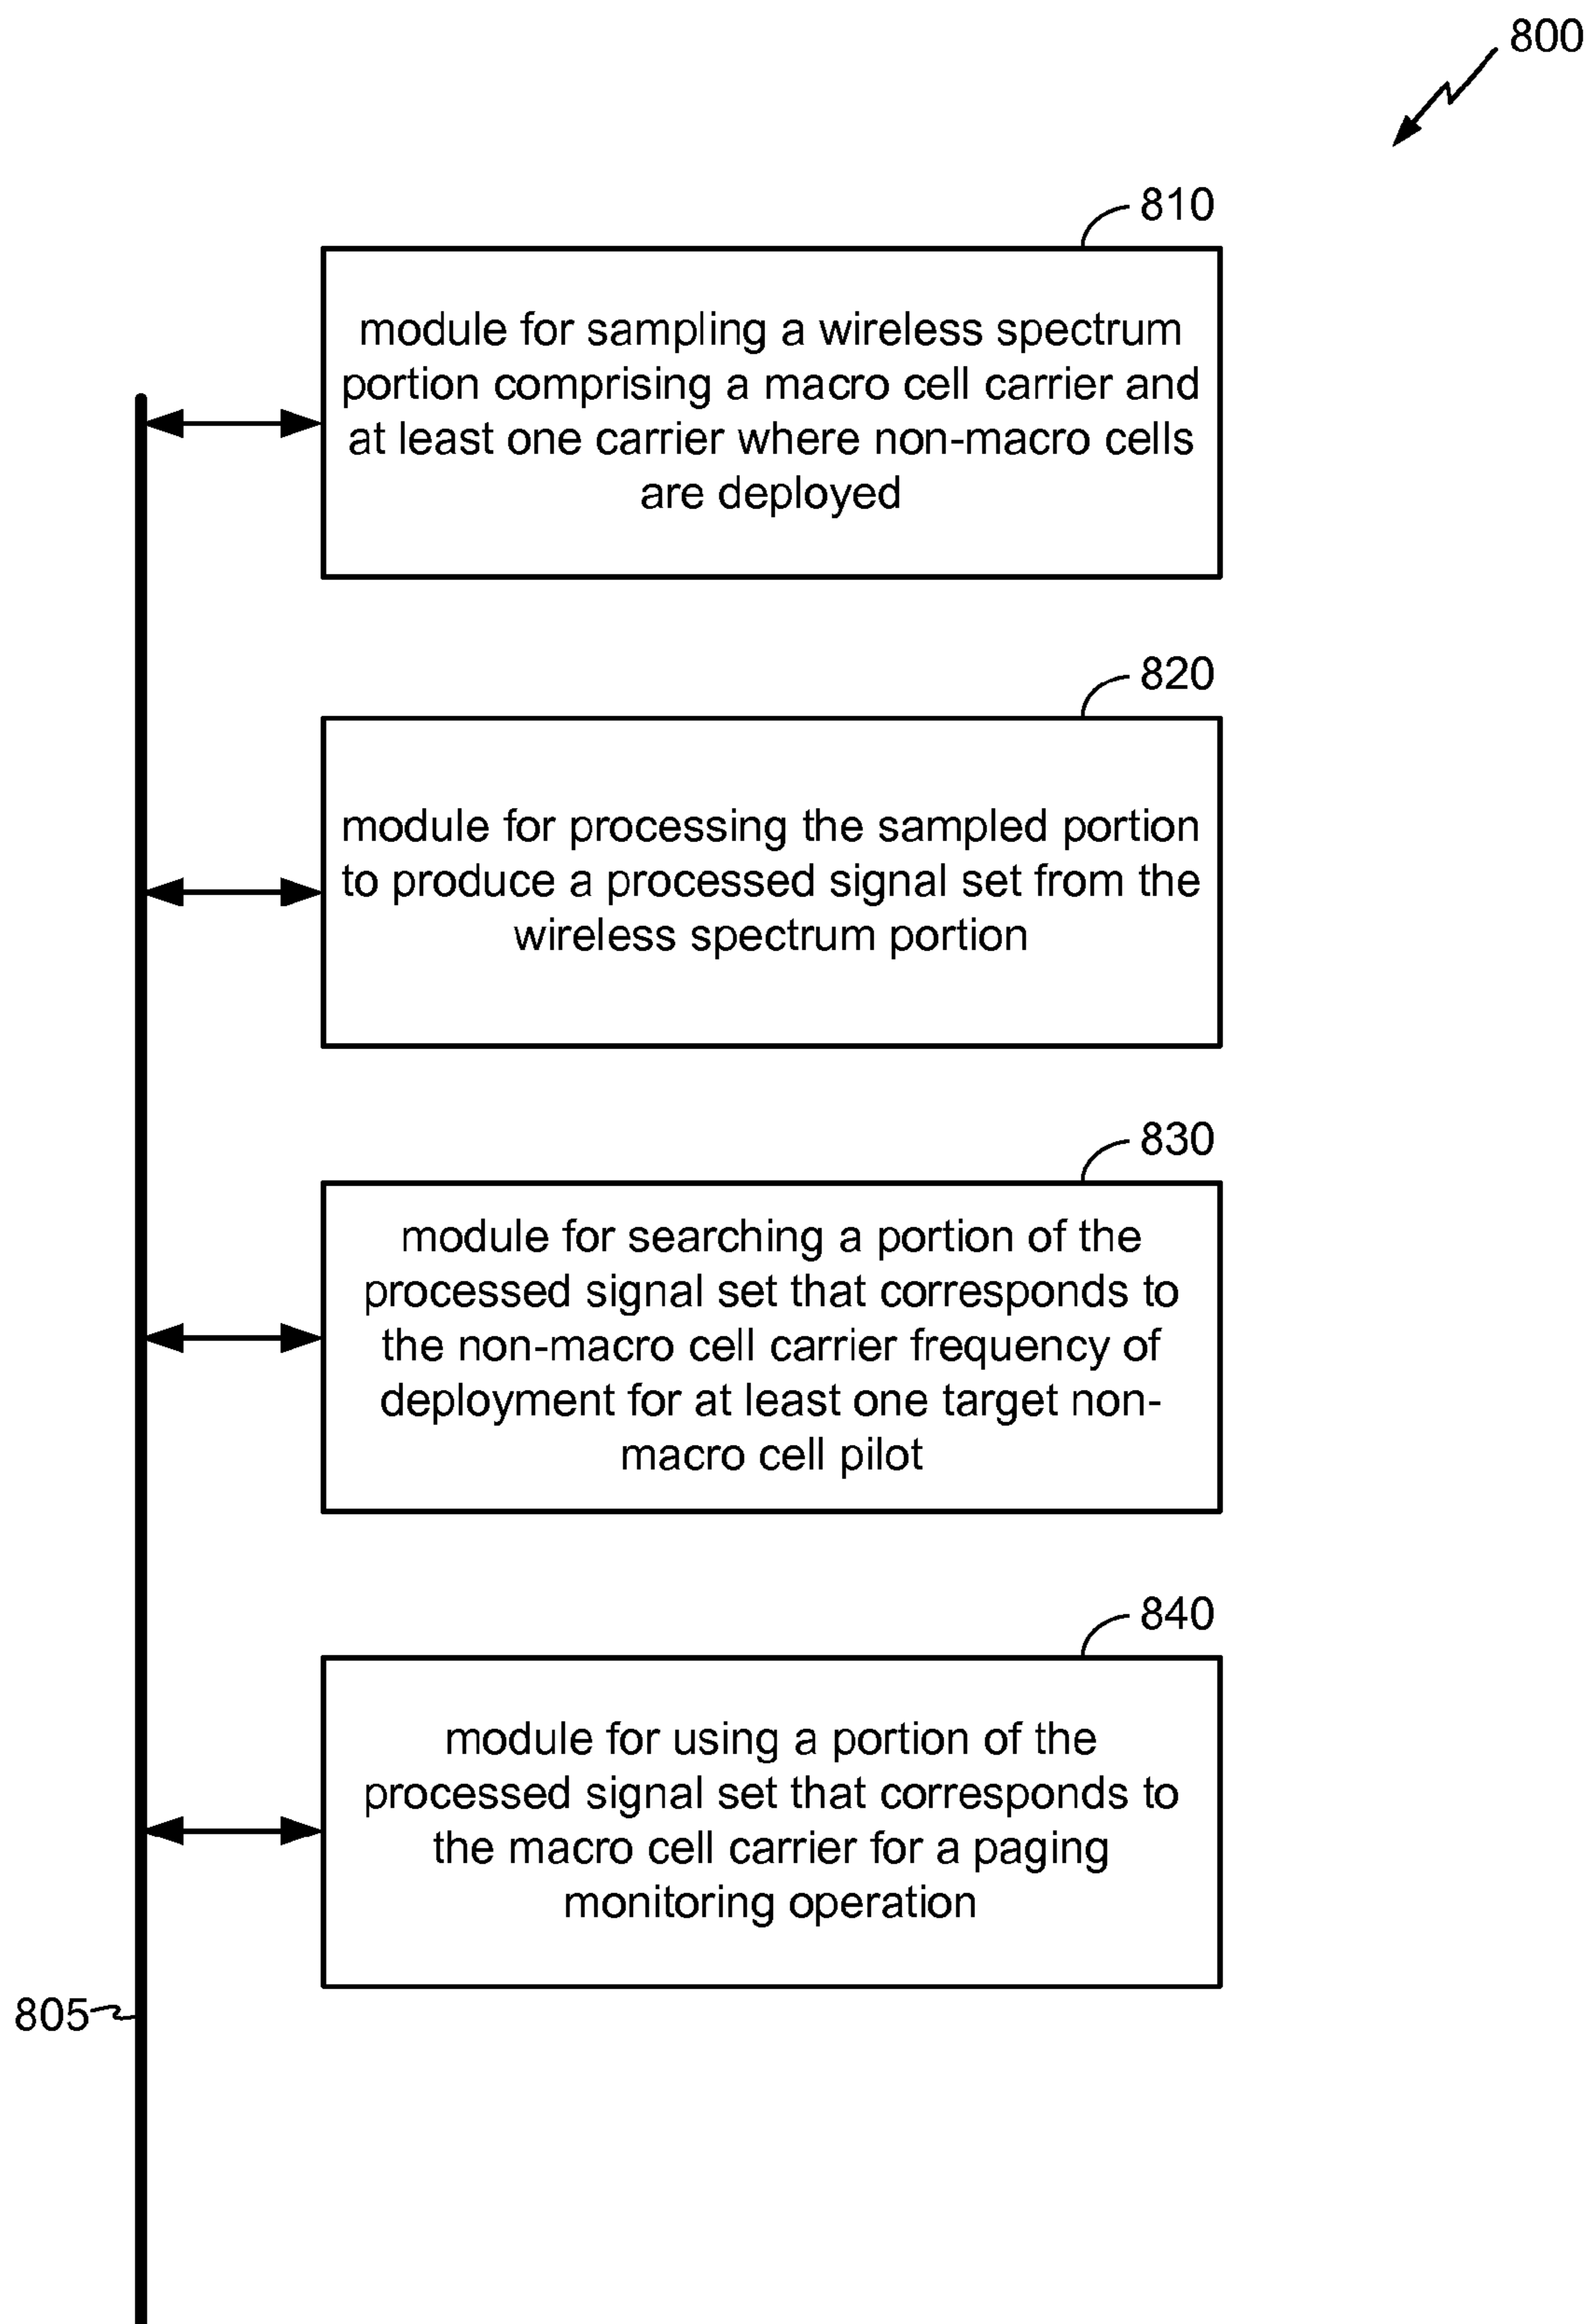 800
810
module for sampling a wireless spectrum
portion comprising a macro cell carrier and
at least one carrier where non-macro cells
are deployed
820
module for processing the sampled portion
to produce a processed signal set from the
wireless spectrum portion
830
module for searching a portion of the
processed signal set that corresponds to
the non-macro cell carrier frequency of
deployment for at least one target non-
macro cell pilot
840
module for using a portion of the
processed signal set that corresponds to
the macro cell carrier for a paging
monitoring operation
805